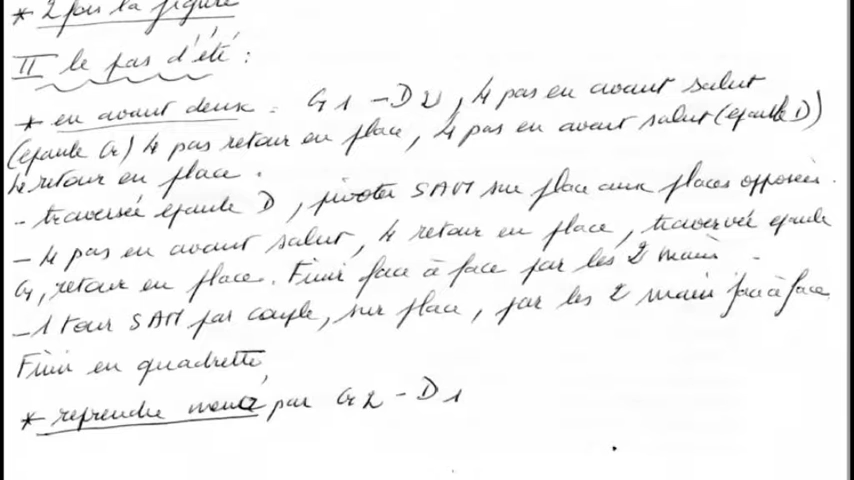 * 2 fois la figure
II le pas d'été :
* en avant deux : G1 - D2, 4 pas en avant salut
(épaule G) 4 pas retour en place, 4 pas en avant salut (épaule D)
4 retour en place.
- traversée épaule D, pivoter SAM sur place aux places opposées.
- 4 pas en avant salut, 4 retour en place, traversée épaule
G, retour en place. Finir face à face par les 2 mains.
- 1 tour SAM par couple, sur place, par les 2 mains face à face
Finir en quadrette,
* reprendre mené par G2 - D1